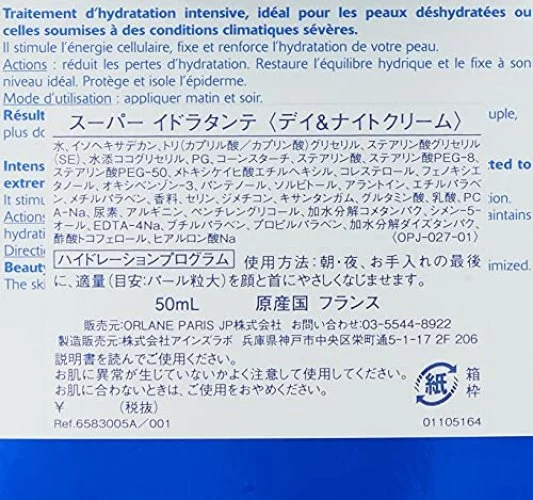 Traitement d'hydratation intensive, idéal pour les peaux déshydratées ou
celles soumises à des conditions climatiques sévères.
Il stimule l'énergie cellulaire, fixe et renforce l'hydratation de votre peau.
Actions : réduit les pertes d'hydratation. Restaure l'équilibre hydrique et le fixe à son
niveau idéal. Protège et isole l'épiderme.
Mode d'utilisation : appliquer matin et soir.
Résult
uple,
plus de
スーパー イドラタンテ〈デイ&ナイトクリーム〉
水、イソヘキサデカン、トリ(カプリル酸/カプリン酸)グリセリル、ステアリン酸グリセリル
Intens
(SE)、水添ココグリセリル、PG、コーンスターチ、ステアリン酸、ステアリン酸PEG-8、
ted to
extrem
ステアリン酸PEG-50、メトキシケイヒ酸エチルヘキシル、コレステロール、フェノキシエ
It stimu
タノール、オキシベンゾン-3、パンテノール、ソルビトール、アラントイン、エチルパラベ
ion.
Actions
ン、メチルパラベン、香料、セリン、ジメチコン、キサンタンガム、グルタミン酸、乳酸、PC
aintains
A-Na、尿素、アルギニン、ペンチレングリコール、加水分解コメタンパク、シメン-5-
hydrati
オール、EDTA-4Na、ブチルパラベン、プロピルパラベン、加水分解ダイズタンパク、
Directi
酢酸トコフェロール、ヒアルロン酸Na 〈OPJ-027-01〉
Beauty
ハイドレーションプログラム 使用方法:朝・夜、お手入れの最後
imized.
The ski
に、適量(目安:パール粒大)を顔と首にやさしくなじませます。
50mL 原産国 フランス
販売元:ORLANE PARIS JP株式会社 お問い合わせ:03-5544-8922
製造販売元:株式会社アインズラボ 兵庫県神戸市中央区栄町通5-1-17 2F 206
説明書を読んでご使用ください。
お肌に異常が生じていないかよく注意して使用してください。
お肌に合わないときは、ご使用をおやめください。
紙
箱
枠
¥ (税抜)
Ref.6583005A/001
01105164